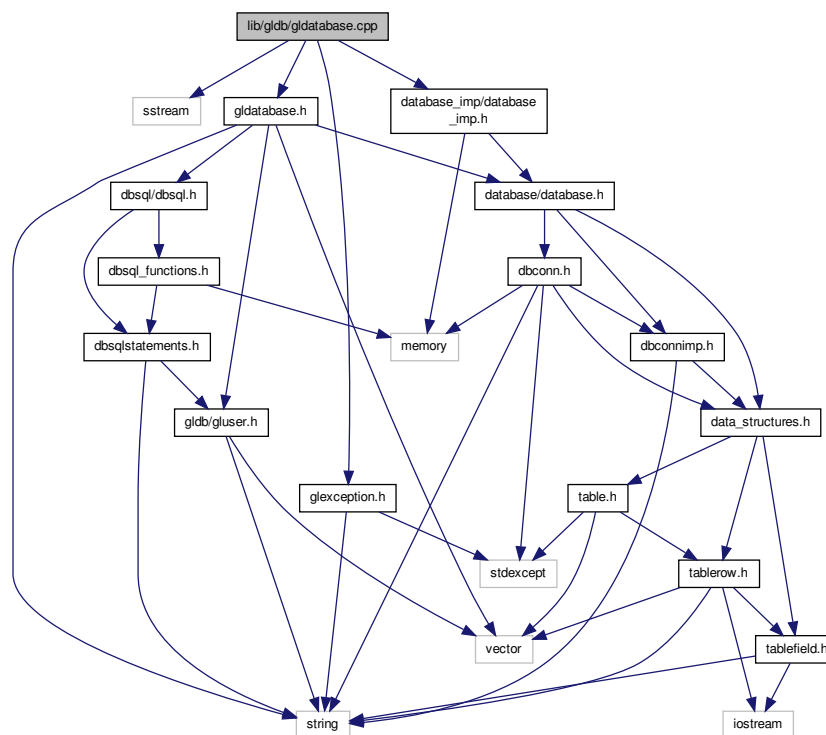 lib/gldb/gldatabase.cpp
sstream
gldatabase.h
database_imp/database
_imp.h
dbsql/dbsql.h
database/database.h
dbsql_functions.h
dbconn.h
dbsqlstatements.h
memory
dbconnimp.h
gldb/gluser.h
data_structures.h
glexception.h
table.h
stdexcept
tablerow.h
vector
tablefield.h
string
iostream